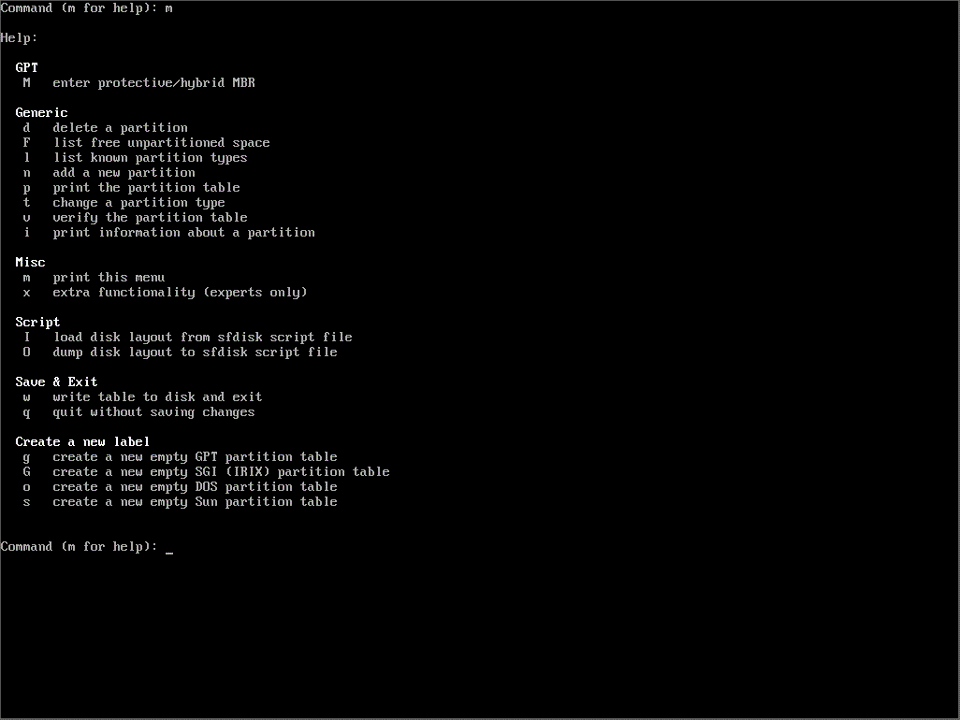 Command (m for help): m
Help:
GPT
M enter protective/hybrid MBR
Generic
d delete a partition
F list free unpartitioned space
l list known partition types
n add a new partition
p print the partition table
t change a partition type
v verify the partition table
i print information about a partition
Misc
m print this menu
x extra functionality (experts only)
Script
I load disk layout from sfdisk script file
O dump disk layout to sfdisk script file
Save & Exit
w write table to disk and exit
q quit without saving changes
Create a new label
g create a new empty GPT partition table
G create a new empty SGI (IRIX) partition table
o create a new empty DOS partition table
s create a new empty Sun partition table
Command (m for help): _